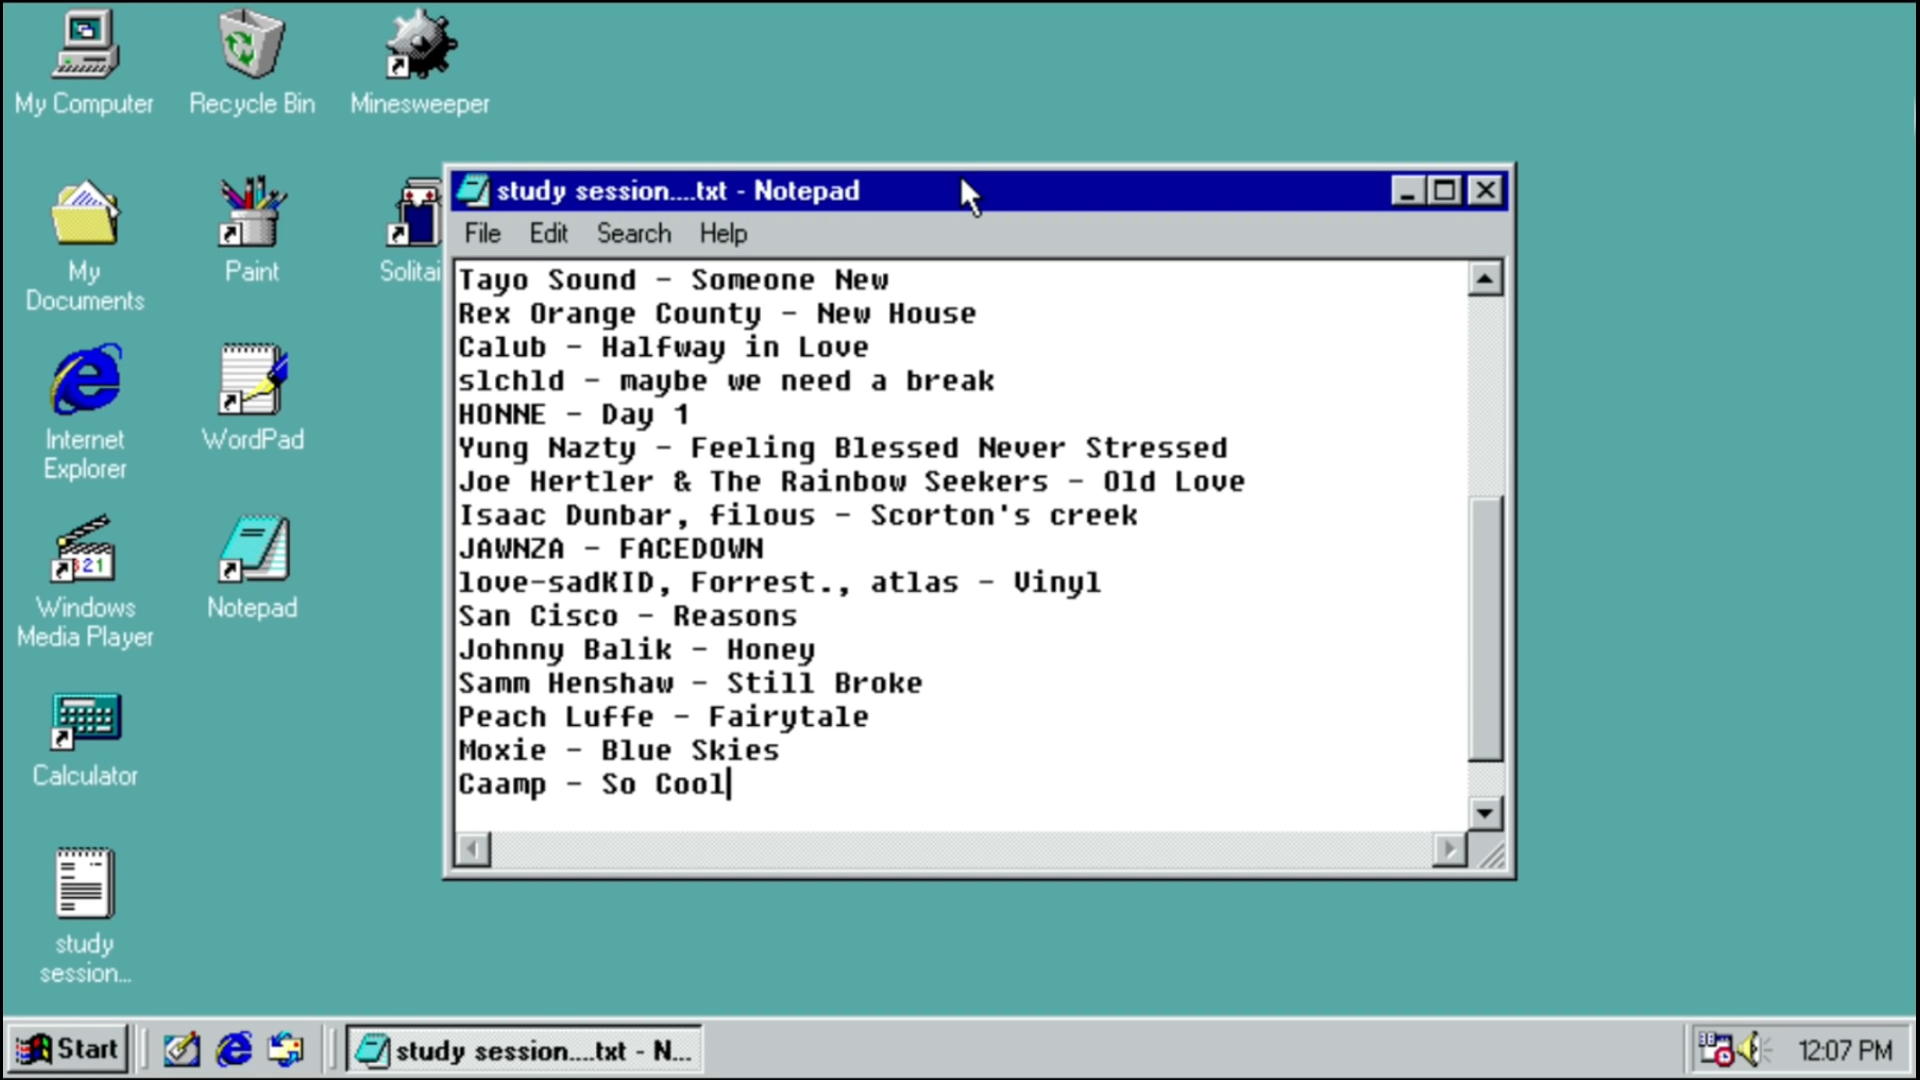 My Computer
Recycle Bin
Minesweeper
My
Documents
Paint
Solitai
Internet
Explorer
WordPad
Windows
Media Player
Notepad
Calculator
study
session...
study session....txt - Notepad
File Edit Search Help
Tayo Sound - Someone New
Rex Orange County - New House
Calub - Halfway in Love
slchld - maybe we need a break
HONNE - Day 1
Yung Nazty - Feeling Blessed Never Stressed
Joe Hertler & The Rainbow Seekers - Old Love
Isaac Dunbar, filous - Scorton's creek
JAWNZA - FACEDOWN
love-sadKID, Forrest., atlas - Vinyl
San Cisco - Reasons
Johnny Balik - Honey
Samm Henshaw - Still Broke
Peach Luffe - Fairytale
Moxie - Blue Skies
Caamp - So Cool
Start
study session....txt - N...
12:07 PM